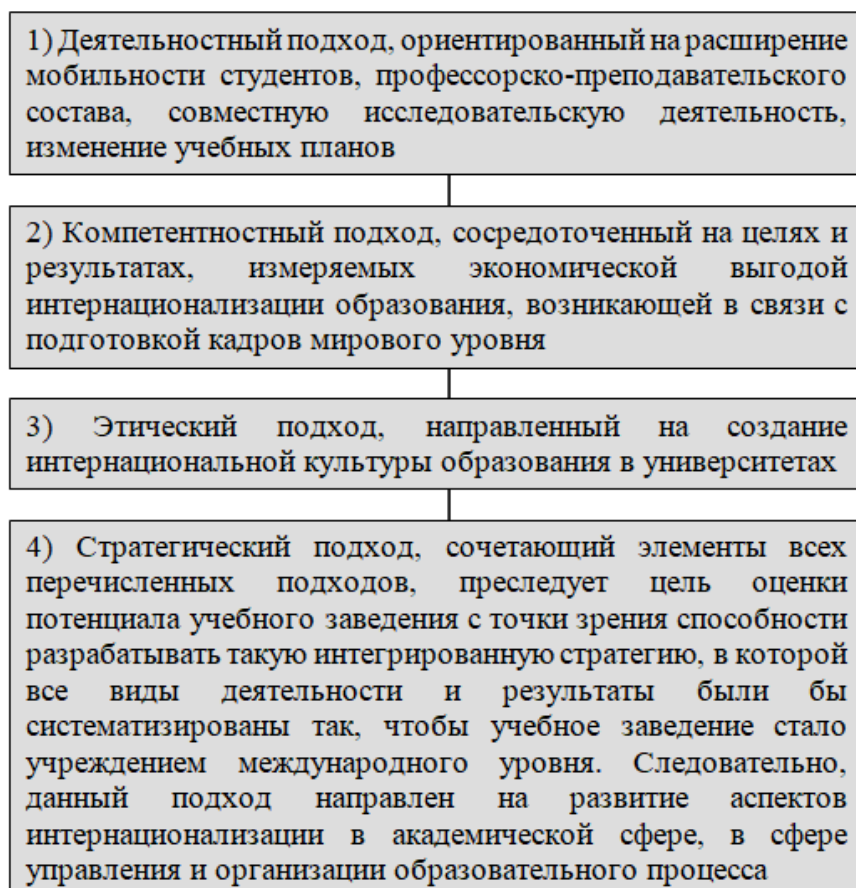 1) Деятельностный подход, ориентированный на расширение
мобильности студентов, профессорско-преподавательского
состава, совместную исследовательскую деятельность,
изменение учебных планов
2) Компетентностный подход, сосредоточенный на целях и
результатах, измеряемых экономической выгодой
интернационализации образования, возникающей в связи с
подготовкой кадров мирового уровня
3) Этический подход, направленный на создание
интернациональной культуры образования в университетах
4) Стратегический подход, сочетающий элементы всех
перечисленных подходов, преследует цель оценки
потенциала учебного заведения с точки зрения способности
разрабатывать такую интегрированную стратегию, в которой
все виды деятельности и результаты были бы
систематизированы так, чтобы учебное заведение стало
учреждением международного уровня. Следовательно,
данный подход направлен на развитие аспектов
интернационализации в академической сфере, в сфере
управления и организации образовательного процесса